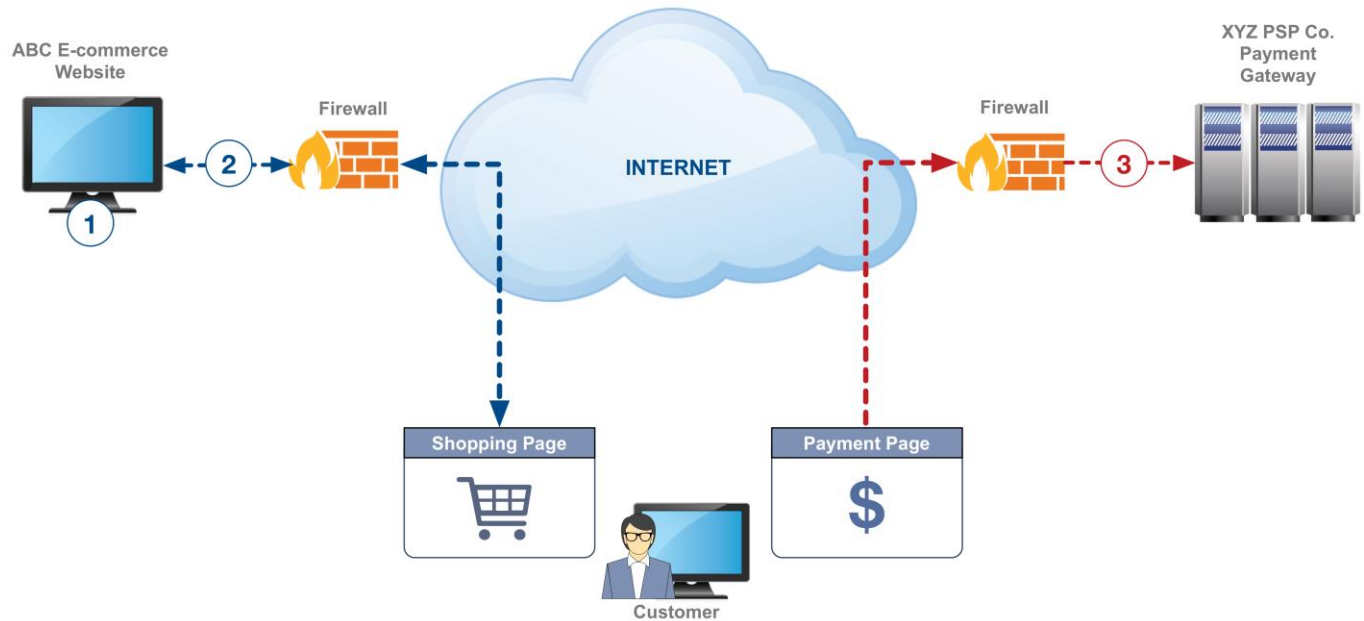 ABC E-commerce
Website
XYZ PSP Co.
Payment
Gateway
Firewall
Firewall
INTERNET
2
3
1
Shopping Page
Payment Page
$
Customer